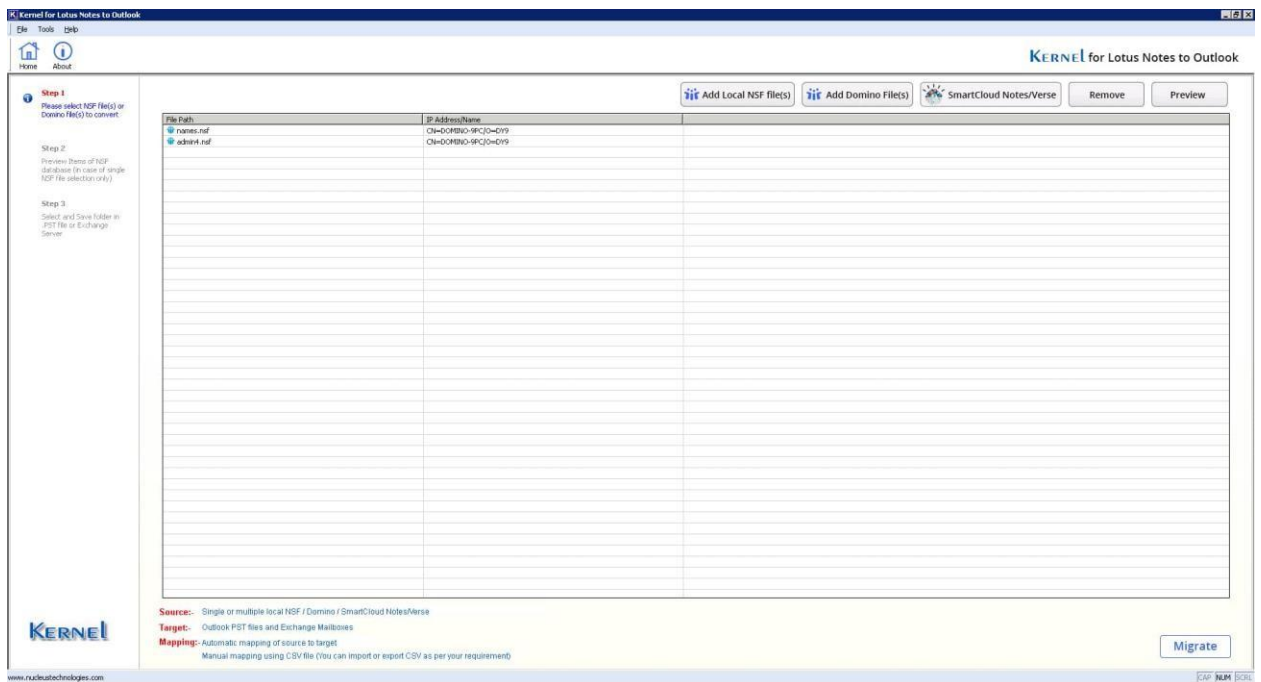 Kernel for Lotus Notes to Outlook
File Tools Help
Home About
KERNEL for Lotus Notes to Outlook
Step 1
Please select NSF file(s) or
Domino file(s) to convert
Step 2
Preview Items of NSF
database (in case of single
NSF file selection only)
Step 3
Select and Save folder in
.PST file or Exchange
Server
Add Local NSF file(s) Add Domino File(s) SmartCloud Notes/Verse Remove Preview
File Path IP Address/Name
names.nsf CN=DOMINO-9PC/O=DY9
admin4.nsf CN=DOMINO-9PC/O=DY9
Source:- Single or multiple local NSF / Domino / SmartCloud Notes/Verse
Target:- Outlook PST files and Exchange Mailboxes
Mapping:- Automatic mapping of source to target
Manual mapping using CSV file (You can import or export CSV as per your requirement)
KERNEL
Migrate
www.nucleustechnologies.com CAP NUM SCRL